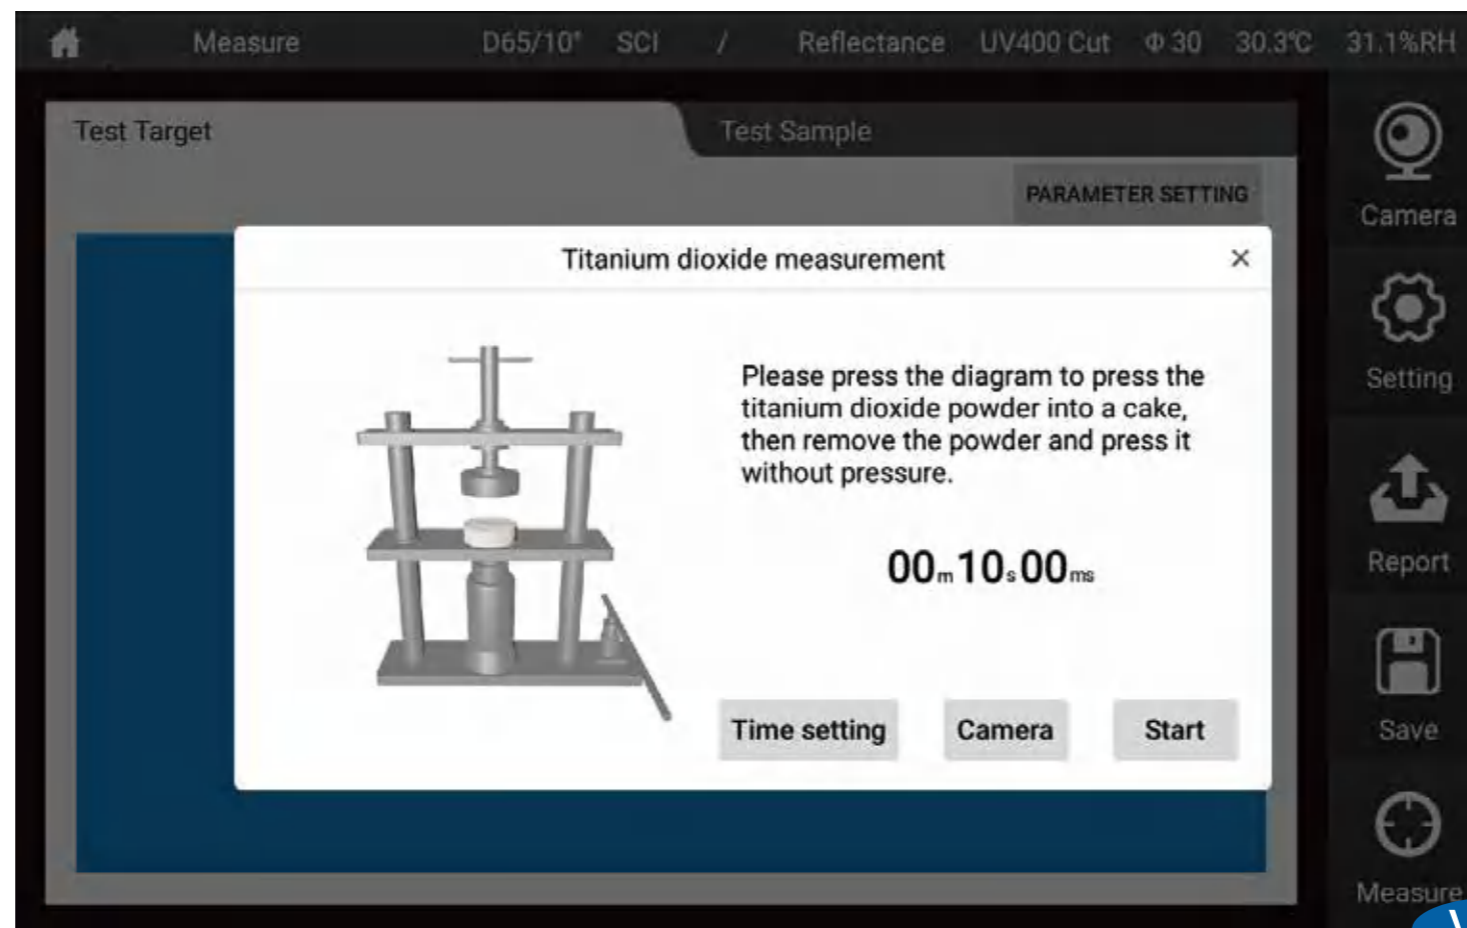 Measure D65/10° SCI / Reflectance UV400 Cut Φ30 30.3℃ 31.1%RH
Test Target Test Sample
PARAMETER SETTING
Camera
Titanium dioxide measurement
Please press the diagram to press the
titanium dioxide powder into a cake,
then remove the powder and press it
without pressure.
00m10s00ms
Time setting Camera Start
Setting
Report
Save
Measure